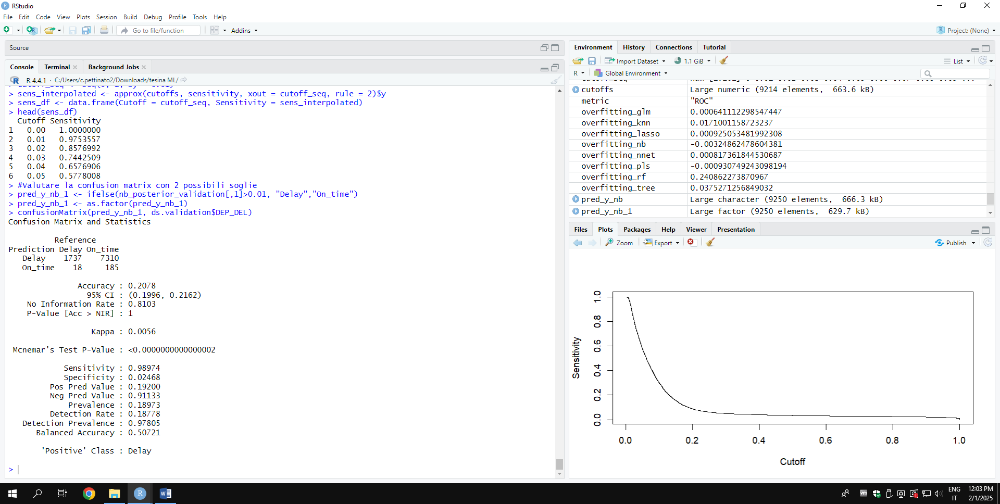 RStudio
File Edit Code View Plots Session Build Debug Profile Tools Help
Go to file/function
Addins
Project: (None)
Source
Console Terminal Background Jobs
R 4.4.1 · C:/Users/c.pettinato2/Downloads/tesina ML/
> sens_interpolated <- approx(cutoffs, sensitivity, xout = cutoff_seq, rule = 2)$y
> sens_df <- data.frame(Cutoff = cutoff_seq, Sensitivity = sens_interpolated)
> head(sens_df)
Cutoff Sensitivity
1 0.00 1.0000000
2 0.01 0.9753557
3 0.02 0.8576992
4 0.03 0.7442509
5 0.04 0.6576906
6 0.05 0.5778008
> #Valutare la confusion matrix con 2 possibili soglie
> pred_y_nb_1 <- ifelse(nb_posterior_validation[,1]>0.01, "Delay","On_time")
> pred_y_nb_1 <- as.factor(pred_y_nb_1)
> confusionMatrix(pred_y_nb_1, ds.validation$DEP_DEL)
Confusion Matrix and Statistics
Reference
Prediction Delay On_time
Delay 1737 7310
On_time 18 185
Accuracy : 0.2078
95% CI : (0.1996, 0.2162)
No Information Rate : 0.8103
P-Value [Acc > NIR] : 1
Kappa : 0.0056
Mcnemar's Test P-Value : <0.0000000000000002
Sensitivity : 0.98974
Specificity : 0.02468
Pos Pred Value : 0.19200
Neg Pred Value : 0.91133
Prevalence : 0.18973
Detection Rate : 0.18778
Detection Prevalence : 0.97805
Balanced Accuracy : 0.50721
'Positive' Class : Delay
>
Environment History Connections Tutorial
Import Dataset 1.1 GiB List
R Global Environment
cutoffs Large numeric (9214 elements, 663.6 kB)
metric "ROC"
overfitting_glm 0.000641112298547447
overfitting_knn 0.0171001158723237
overfitting_lasso 0.000925053481992308
overfitting_nb -0.00324862478604381
overfitting_nnet 0.000817361844530687
overfitting_pls -0.000930749243098194
overfitting_rf 0.240862273870967
overfitting_tree 0.0375271256849032
pred_y_nb Large character (9250 elements, 666.3 kB)
pred_y_nb_1 Large factor (9250 elements, 629.7 kB)
Files Plots Packages Help Viewer Presentation
Zoom Export Publish
Sensitivity
1.0
0.8
0.6
0.4
0.2
0.0
0.0 0.2 0.4 0.6 0.8 1.0
Cutoff
ENG
IT
12:03 PM
2/1/2025